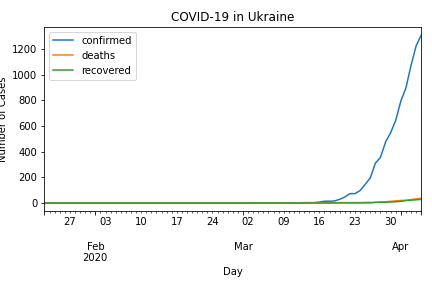 COVID-19 in Ukraine
confirmed
deaths
recovered
1200
1000
800
600
400
200
0
Number of Cases
27 03 10 17 24 02 09 16 23 30
Feb Mar Apr
2020
Day